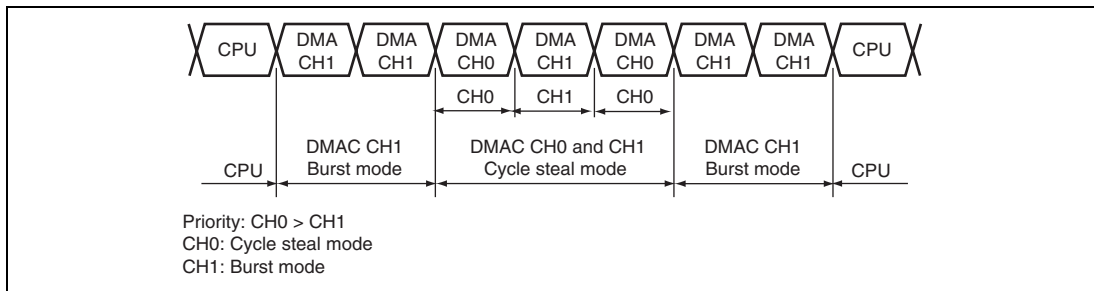 CPU DMA CH1 DMA CH1 DMA CH0 DMA CH1 DMA CH0 DMA CH1 DMA CH1 CPU
CH0 CH1 CH0
CPU DMAC CH1 Burst mode DMAC CH0 and CH1 Cycle steal mode DMAC CH1 Burst mode CPU
Priority: CH0 > CH1
CH0: Cycle steal mode
CH1: Burst mode